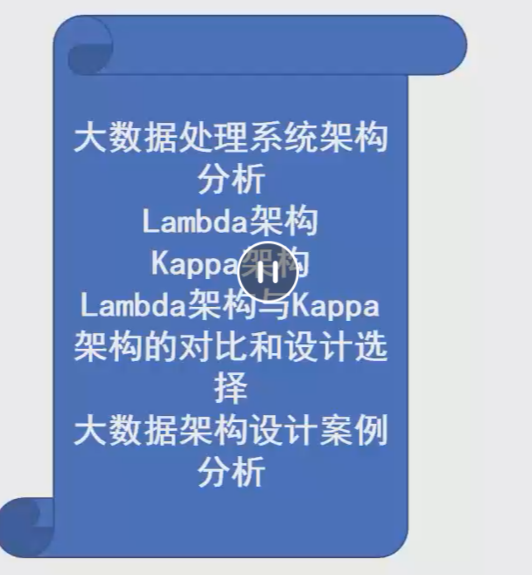 大数据处理系统架构
分析
Lambda架构
Kappa架构
Lambda架构与Kappa
架构的对比和设计选
择
大数据架构设计案例
分析